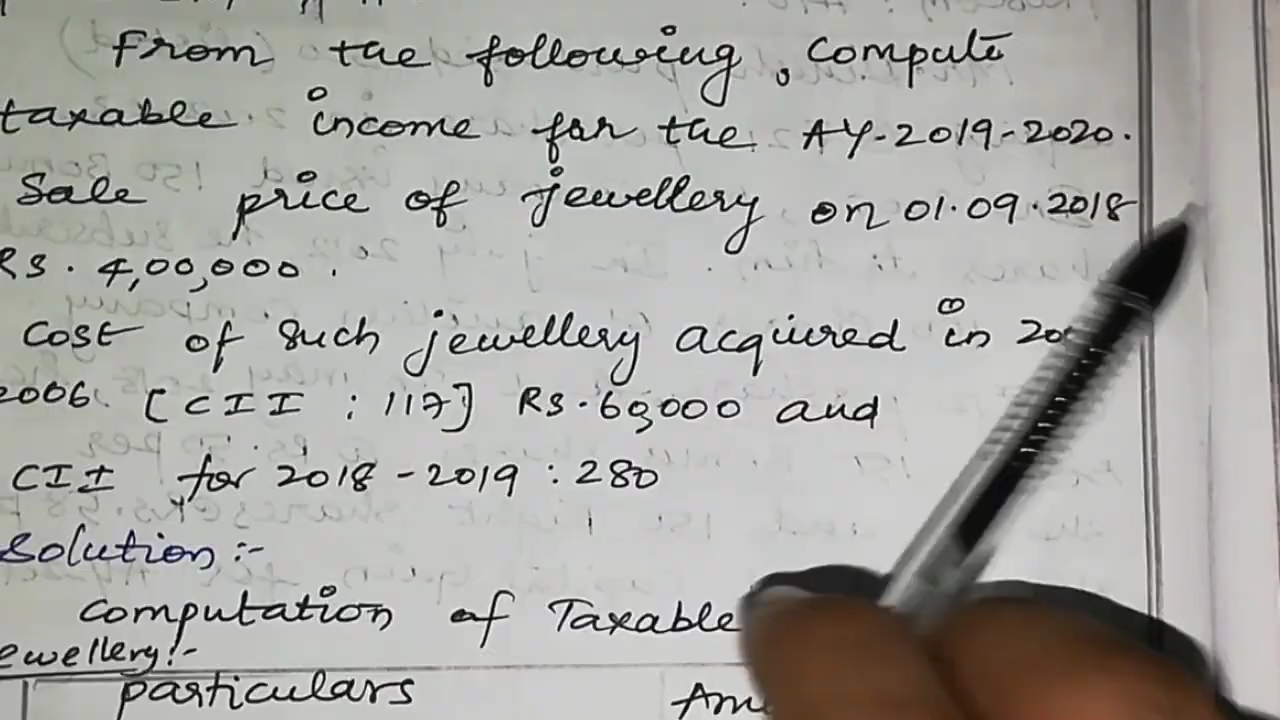 From the following, compute
taxable income for the AY-2019-2020.
Sale price of jewellery on 01.09.2018
Rs. 4,00,000.
Cost of such jewellery acquired in
2006. [CII : 117] Rs. 60,000 and
CII for 2018-2019 : 280
Solution:-
computation of Taxable
ewellery:-
particulars